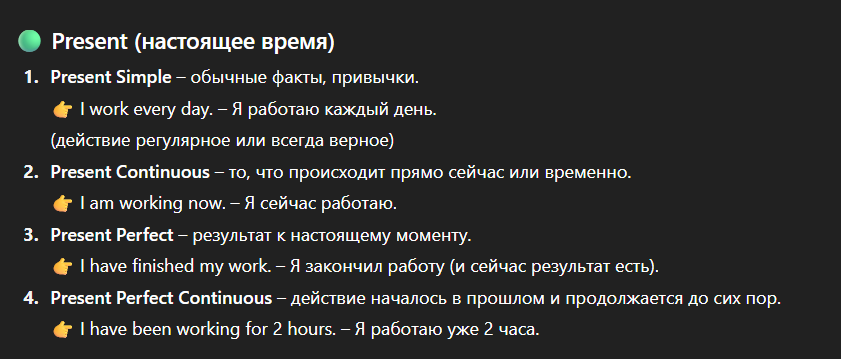 🟢 Present (настоящее время)
1. Present Simple – обычные факты, привычки.
👉 I work every day. – Я работаю каждый день.
(действие регулярное или всегда верное)
2. Present Continuous – то, что происходит прямо сейчас или временно.
👉 I am working now. – Я сейчас работаю.
3. Present Perfect – результат к настоящему моменту.
👉 I have finished my work. – Я закончил работу (и сейчас результат есть).
4. Present Perfect Continuous – действие началось в прошлом и продолжается до сих пор.
👉 I have been working for 2 hours. – Я работаю уже 2 часа.